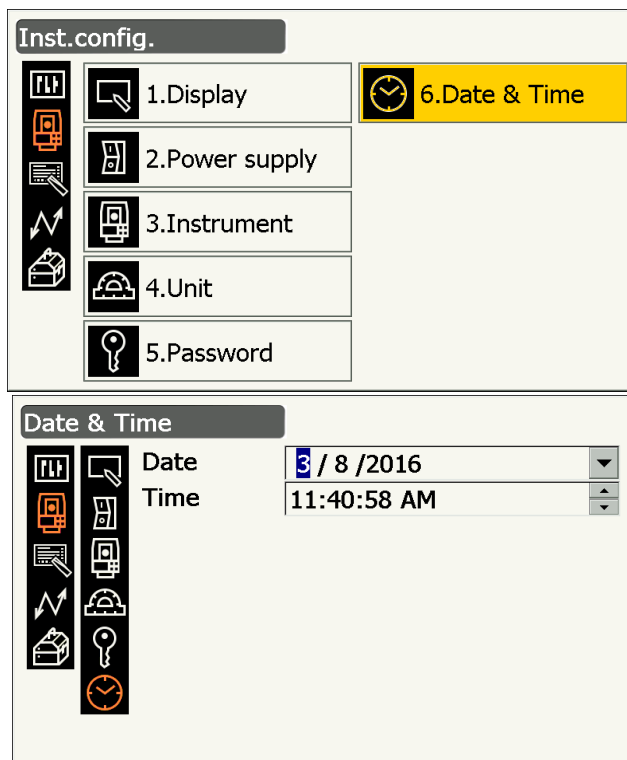 Inst.config.
1.Display
6.Date & Time
2.Power supply
3.Instrument
4.Unit
5.Password
Date & Time
Date 3 / 8 /2016
Time 11:40:58 AM